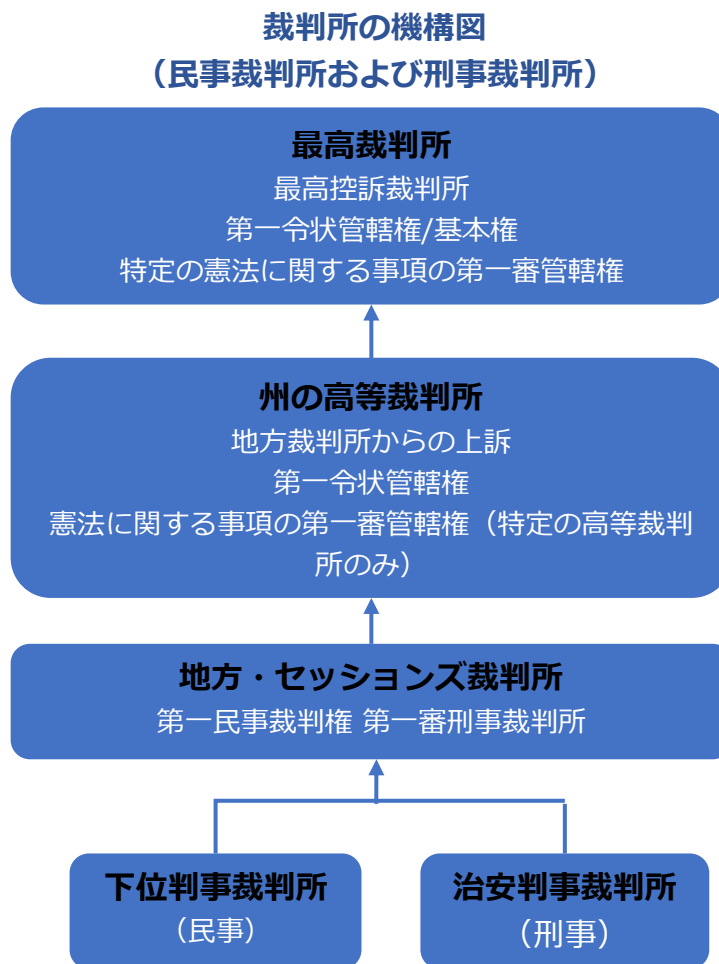 裁判所の機構図
（民事裁判所および刑事裁判所）
最高裁判所
最高控訴裁判所
第一令状管轄権/基本権
特定の憲法に関する事項の第一審管轄権
州の高等裁判所
地方裁判所からの上訴
第一令状管轄権
憲法に関する事項の第一審管轄権（特定の高等裁判
所のみ）
地方・セッションズ裁判所
第一民事裁判権 第一審刑事裁判所
下位判事裁判所
（民事）
治安判事裁判所
（刑事）